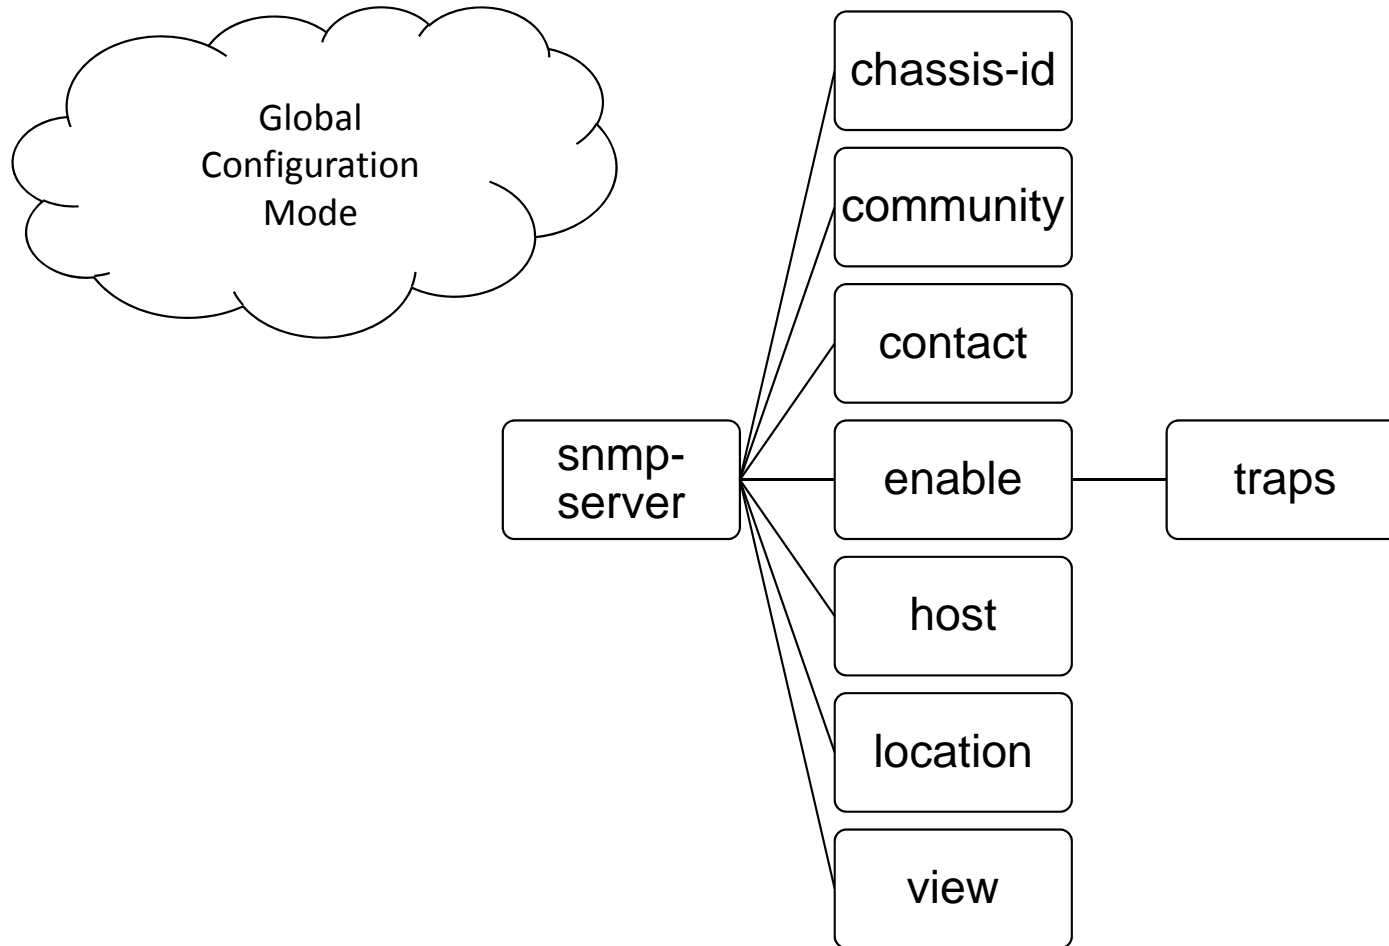 Global
Configuration
Mode
chassis-id
community
contact
snmp-
server
enable
traps
host
location
view